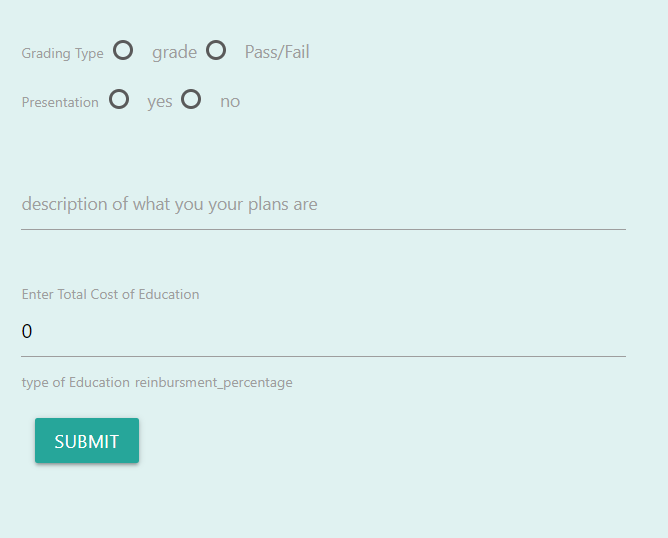 Grading Type grade Pass/Fail
Presentation yes no
description of what you your plans are
Enter Total Cost of Education
0
type of Education reinbursment_percentage
SUBMIT